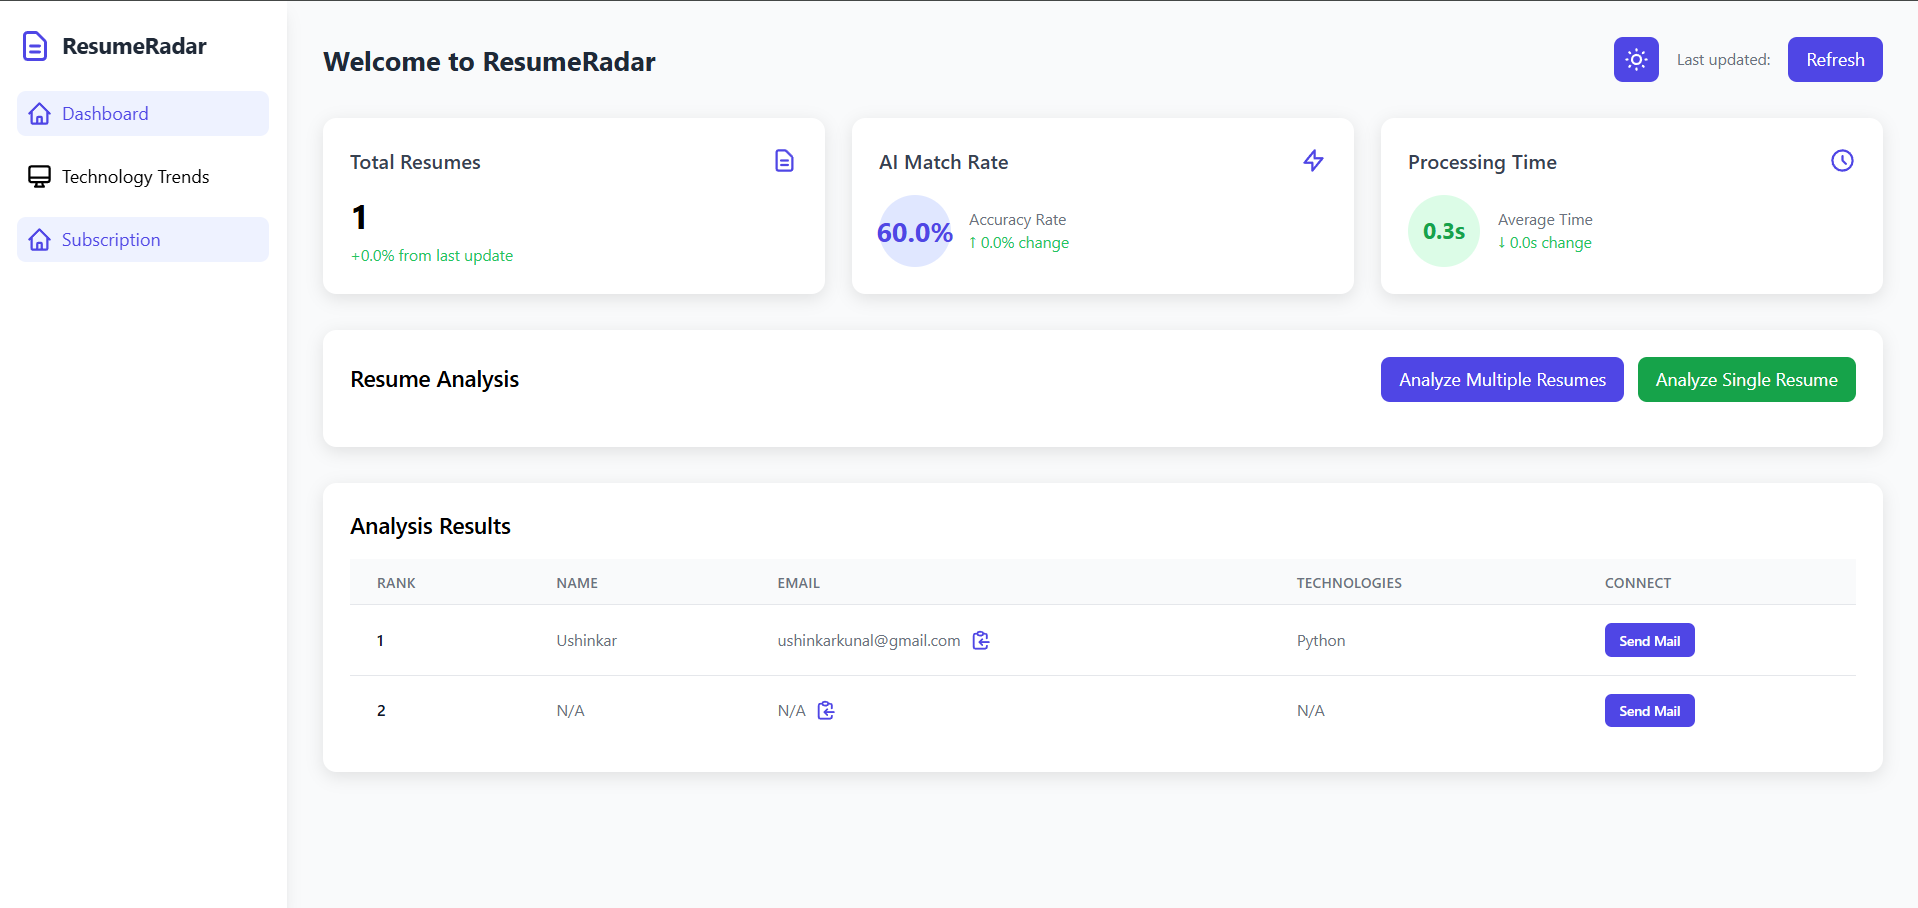 ResumeRadar
Dashboard
Technology Trends
Subscription
Welcome to ResumeRadar
Last updated:
Refresh
Total Resumes
1
+0.0% from last update
AI Match Rate
60.0%
Accuracy Rate
↑ 0.0% change
Processing Time
0.3s
Average Time
↓ 0.0s change
Resume Analysis
Analyze Multiple Resumes
Analyze Single Resume
Analysis Results
RANK NAME EMAIL TECHNOLOGIES CONNECT
1 Ushinkar ushinkarkunal@gmail.com Python Send Mail
2 N/A N/A N/A Send Mail